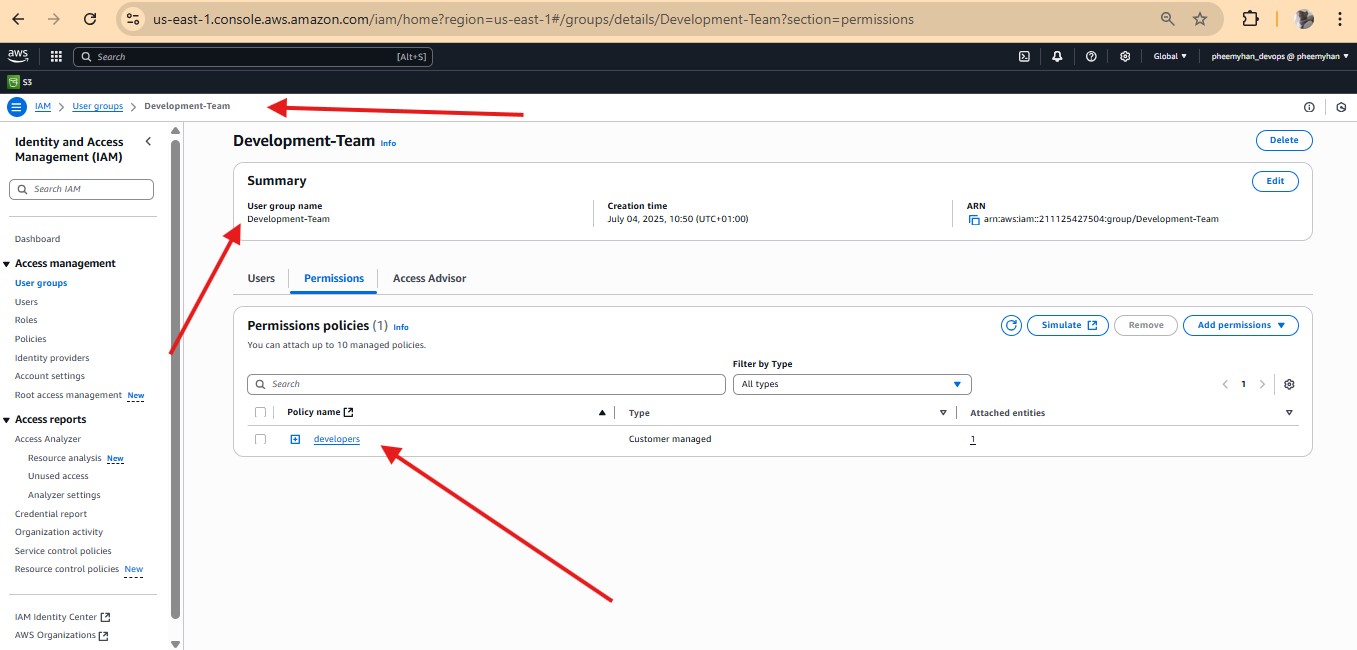 us-east-1.console.aws.amazon.com/iam/home?region=us-east-1#/groups/details/Development-Team?section=permissions
aws Search [Alt+S] Global pheemyhan_devops @ pheemyhan
S3
IAM > User groups > Development-Team
Identity and Access
Management (IAM)
Search IAM
Dashboard
Access management
User groups
Users
Roles
Policies
Identity providers
Account settings
Root access management New
Access reports
Access Analyzer
Resource analysis New
Unused access
Analyzer settings
Credential report
Organization activity
Service control policies
Resource control policies New
IAM Identity Center
AWS Organizations
Development-Team Info
Delete
Summary
Edit
User group name
Development-Team
Creation time
July 04, 2025, 10:50 (UTC+01:00)
ARN
arn:aws:iam::211125427504:group/Development-Team
Users Permissions Access Advisor
Permissions policies (1) Info
You can attach up to 10 managed policies.
Simulate Remove Add permissions
Filter by Type
Search All types 1
Policy name Type Attached entities
developers Customer managed 1